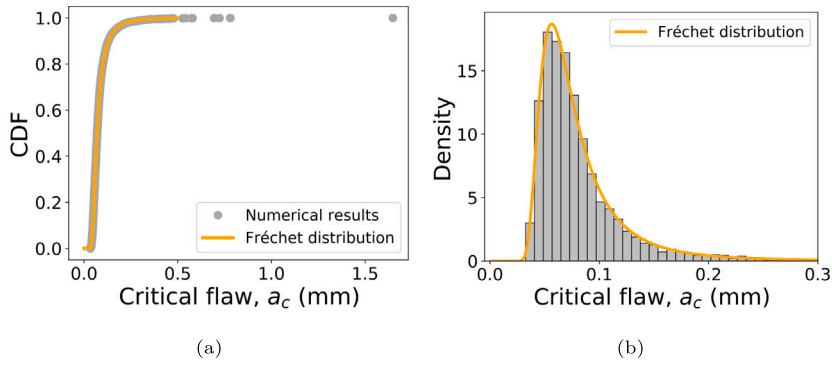 1.0
0.8
0.6
0.4
0.2
0.0
CDF
Numerical results
Fréchet distribution
0.0 0.5 1.0 1.5
Critical flaw, a_c (mm)
(a)
Fréchet distribution
15
10
5
0
Density
0.0 0.1 0.2 0.3
Critical flaw, a_c (mm)
(b)